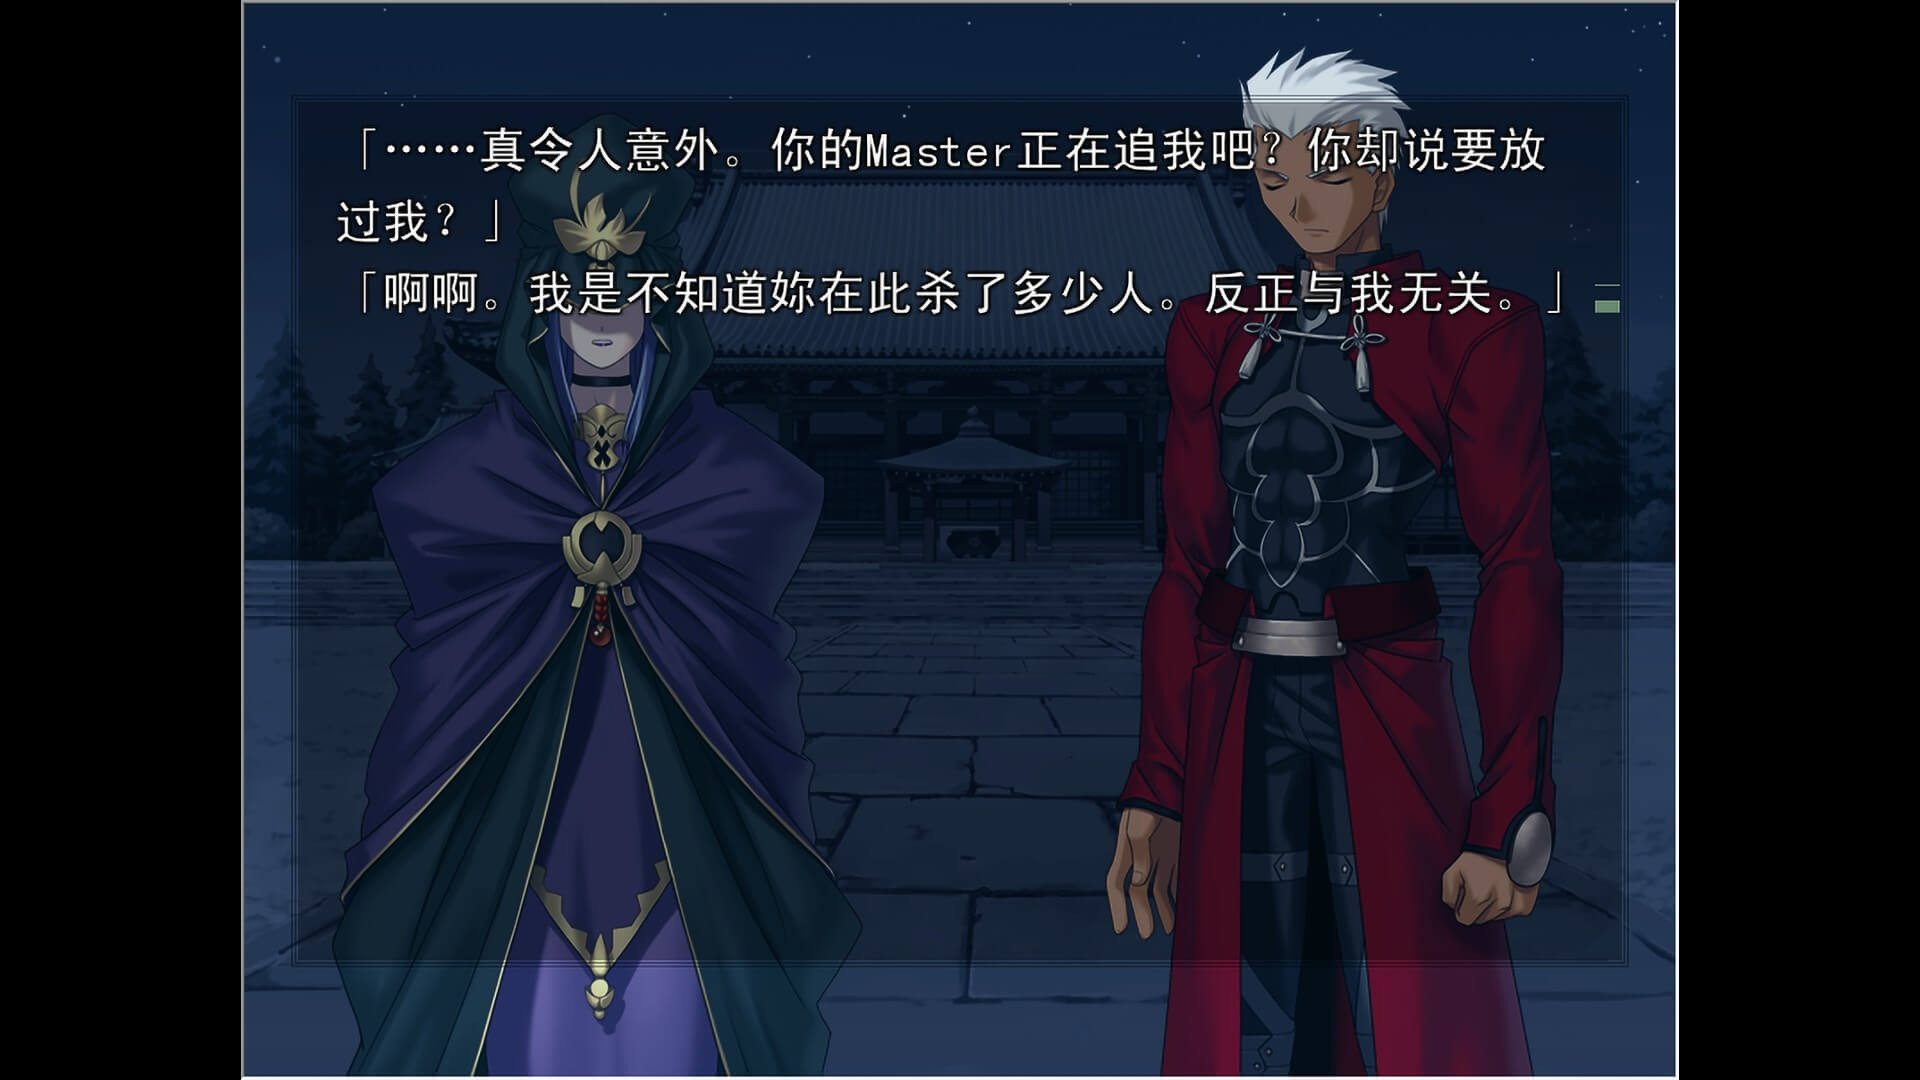 「……真令人意外。你的Master正在追我吧？你却说要放
过我？」
「啊啊。我是不知道妳在此杀了多少人。反正与我无关。」